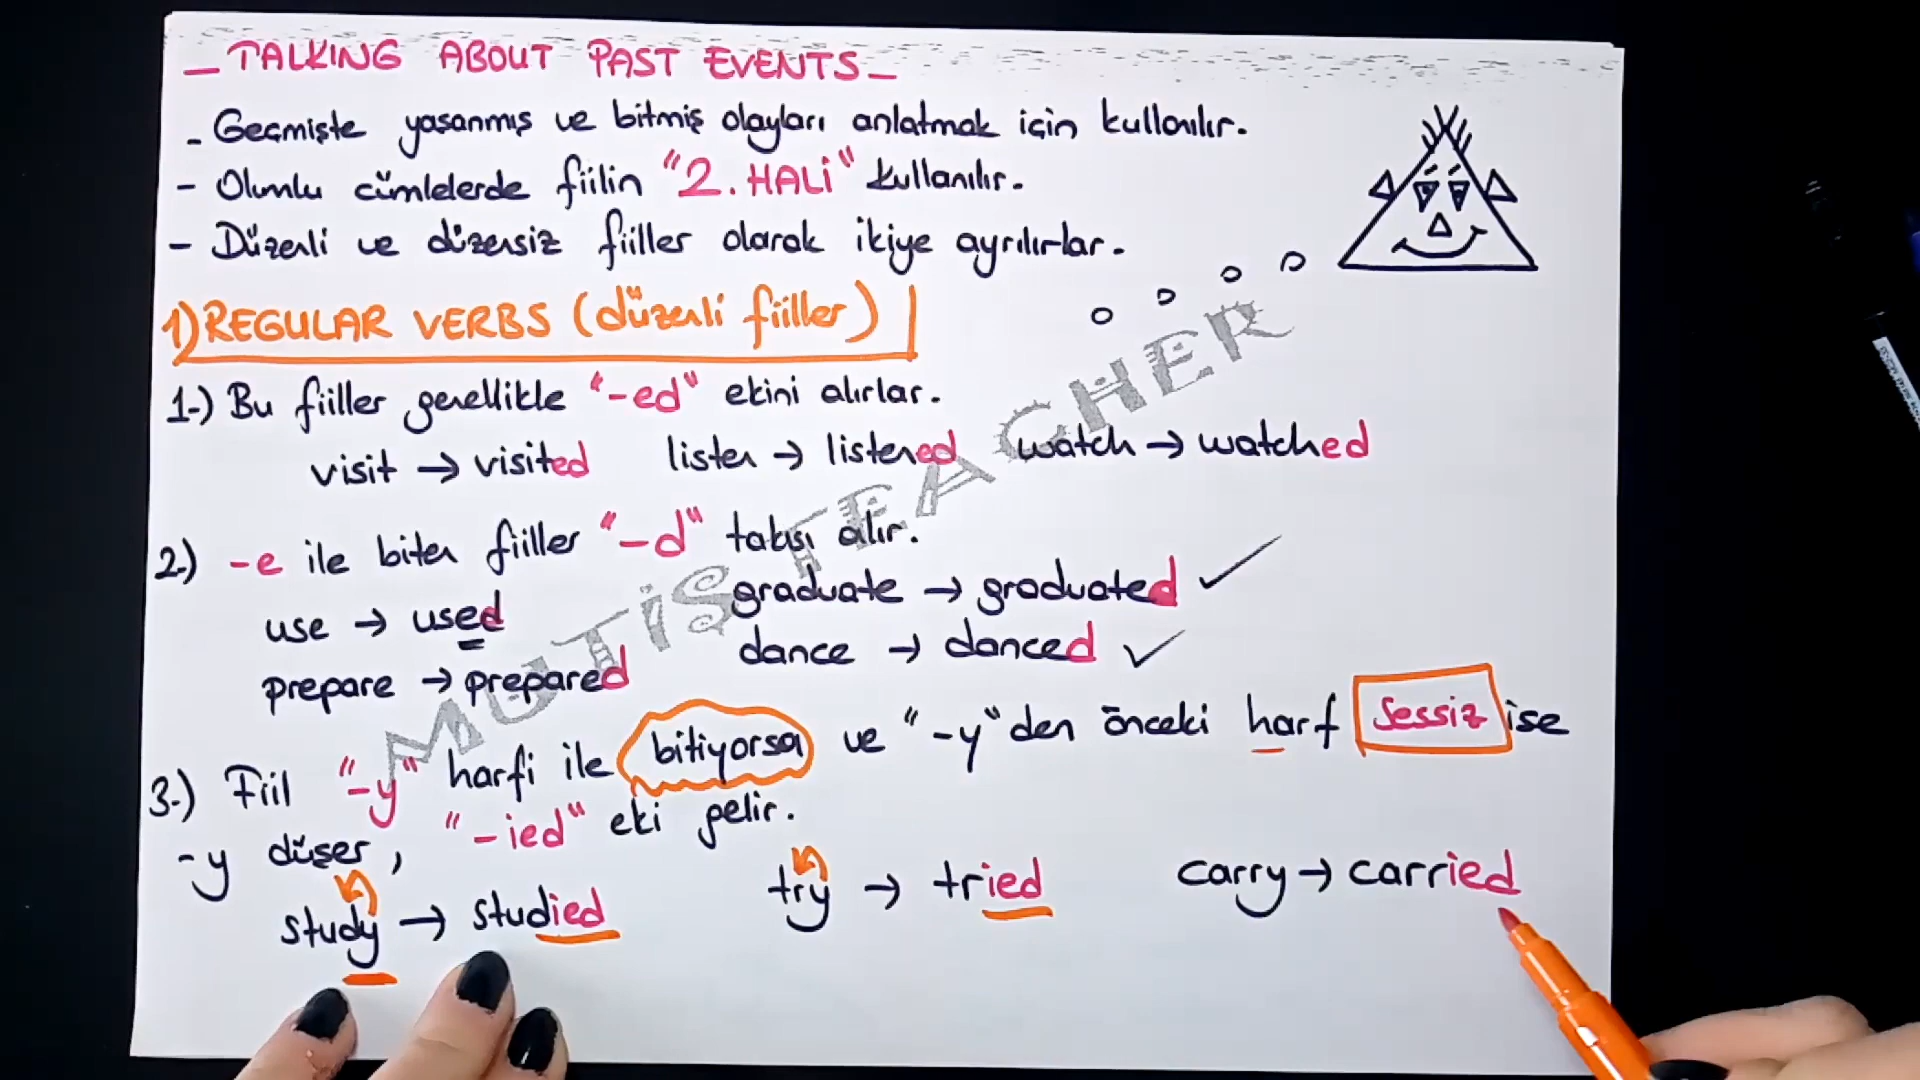 _ TALKING ABOUT PAST EVENTS _
- Geçmişte yaşanmış ve bitmiş olayları anlatmak için kullanılır.
- Olumlu cümlelerde fiilin "2. HALİ" kullanılır.
- Düzenli ve düzensiz fiiller olarak ikiye ayrılırlar.
1) REGULAR VERBS (düzenli fiiller)
1-) Bu fiiller genellikle "-ed" ekini alırlar.
visit → visited listen → listened watch → watched
2-) -e ile biten fiiller "-d" takısı alır.
use → used graduate → graduated ✓
prepare → prepared dance → danced ✓
3-) Fiil "-y" harfi ile bitiyorsa ve "-y"den önceki harf sessiz ise
-y düşer, "-ied" eki gelir.
study → studied try → tried carry → carried
MUTİŞ TEACHER